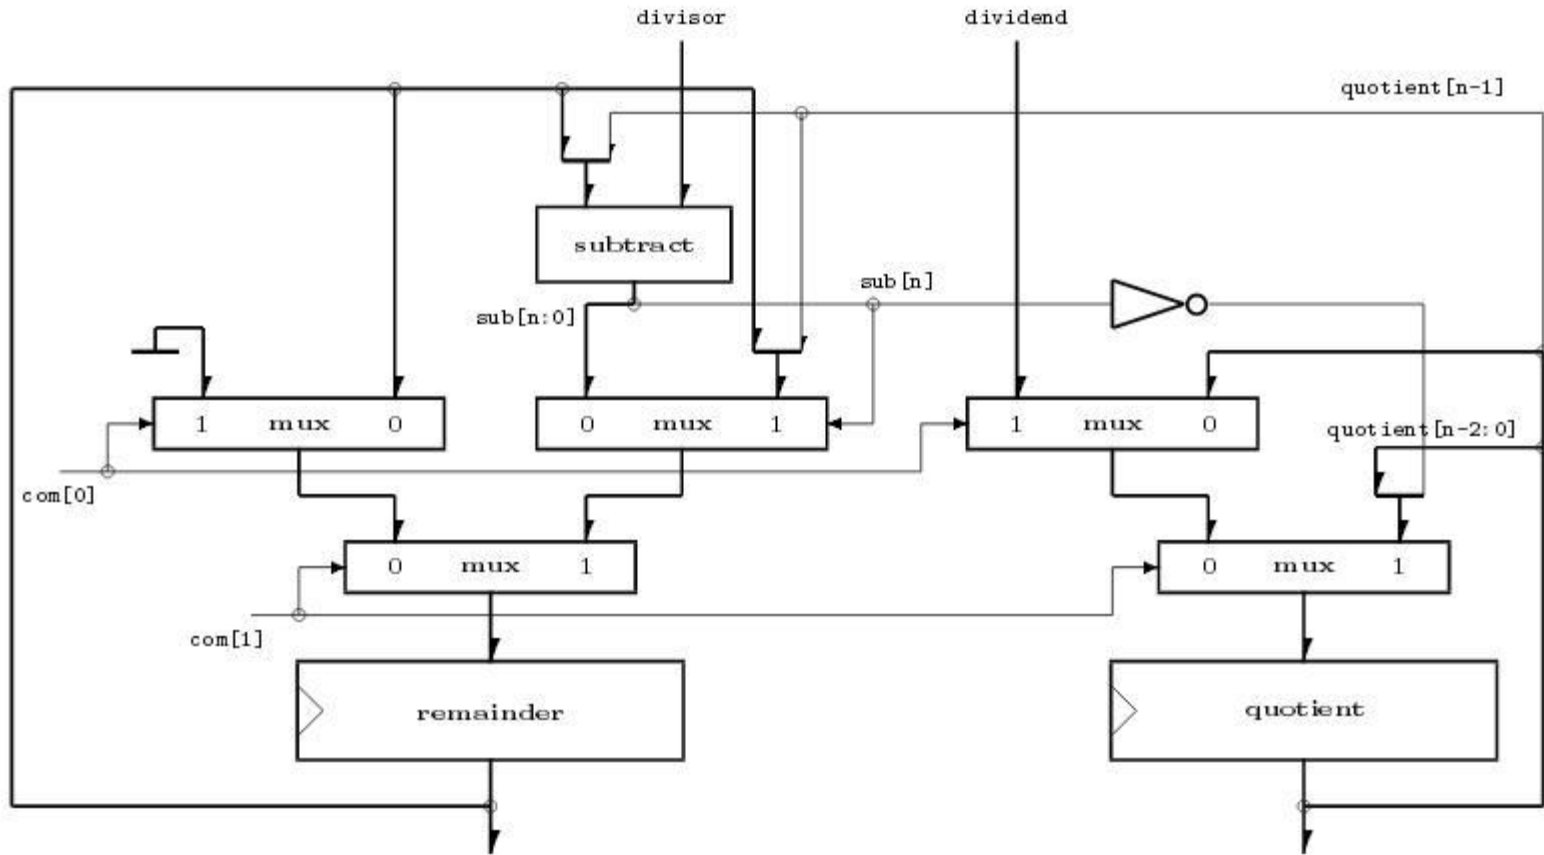 divisor
dividend
quotient[n-1]
subtract
sub[n]
sub[n:0]
1 mux 0
0 mux 1
1 mux 0
quotient[n-2:0]
com[0]
0 mux 1
0 mux 1
com[1]
remainder
quotient